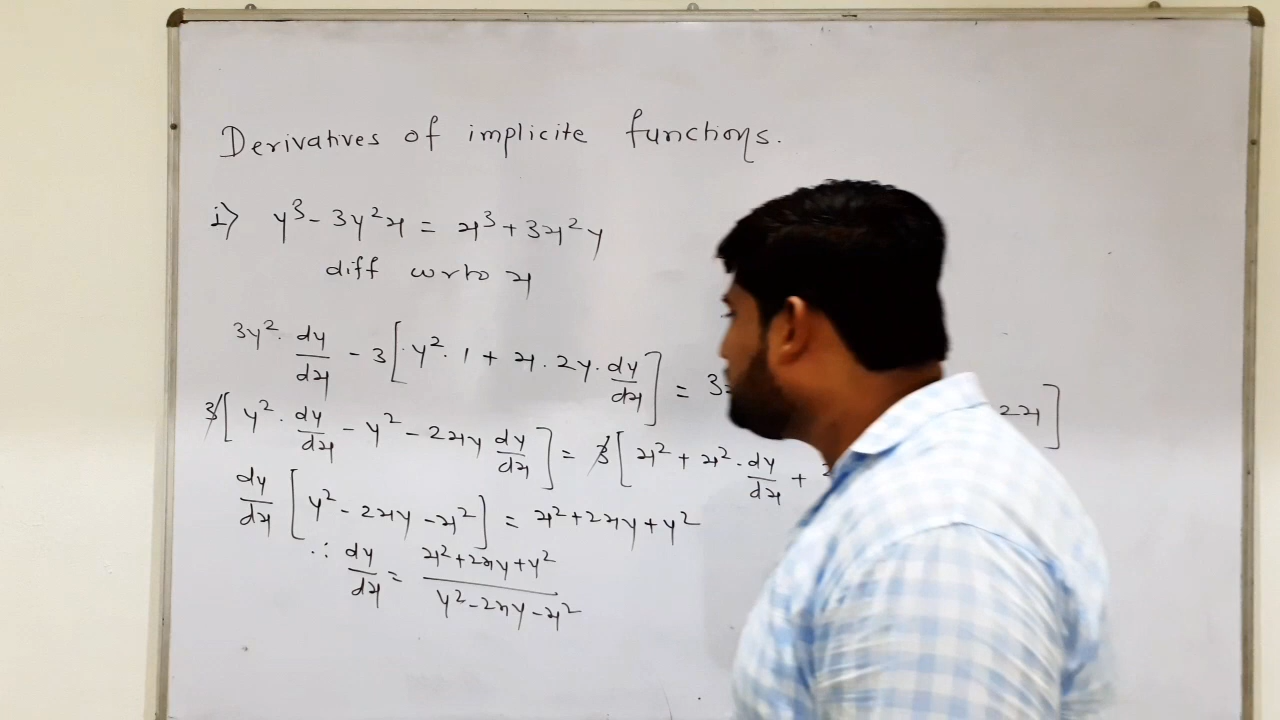 Derivatives of implicite functions.
i) y³ - 3y²x = x³ + 3x²y
diff w r to x
3y² · dy/dx - 3[y² · 1 + x · 2y · dy/dx] = 3 2x]
3[y² · dy/dx - y² - 2xy dy/dx] = 3[x² + x² · dy/dx +
dy/dx [y² - 2xy - x²] = x² + 2xy + y²
∴ dy/dx = x² + 2xy + y² / y² - 2xy - x²